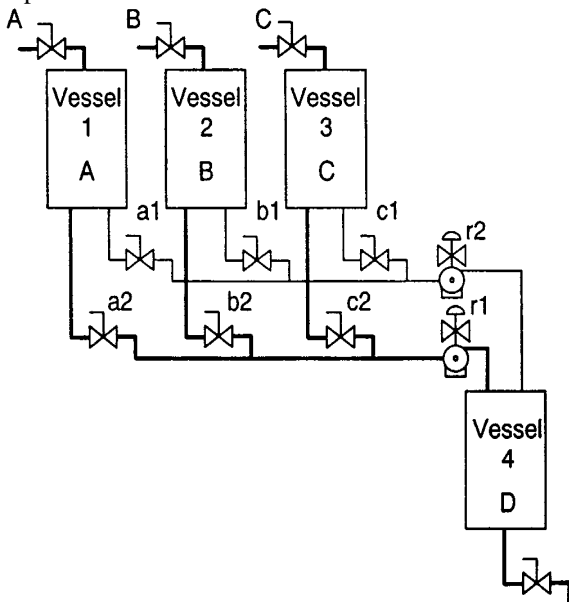 A B C
Vessel Vessel Vessel
1 2 3
A B C
a1 b1 c1
r2
a2 b2 c2 r1
Vessel
4
D